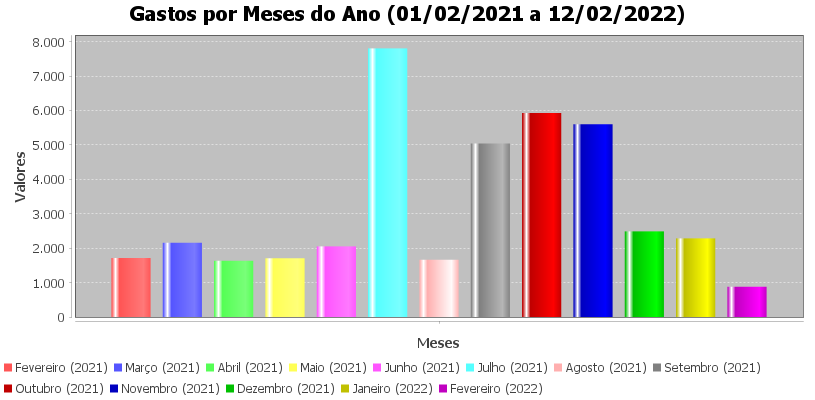 Gastos por Meses do Ano (01/02/2021 a 12/02/2022)
Valores
8.000
7.000
6.000
5.000
4.000
3.000
2.000
1.000
0
Meses
Fevereiro (2021) Março (2021) Abril (2021) Maio (2021) Junho (2021) Julho (2021) Agosto (2021) Setembro (2021)
Outubro (2021) Novembro (2021) Dezembro (2021) Janeiro (2022) Fevereiro (2022)